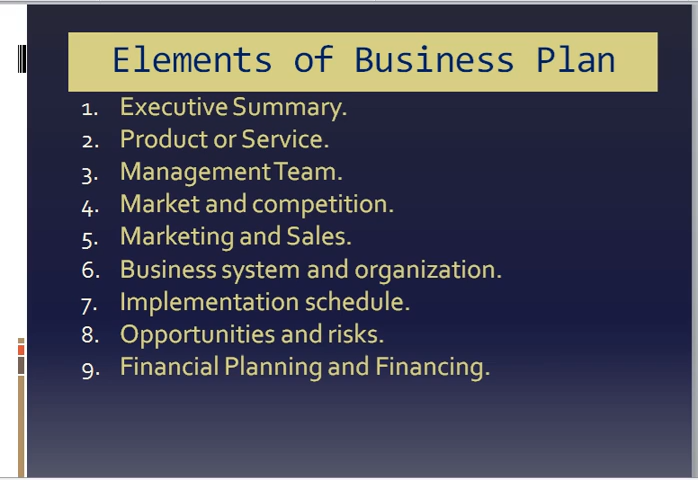 Elements of Business Plan
1. Executive Summary.
2. Product or Service.
3. Management Team.
4. Market and competition.
5. Marketing and Sales.
6. Business system and organization.
7. Implementation schedule.
8. Opportunities and risks.
9. Financial Planning and Financing.